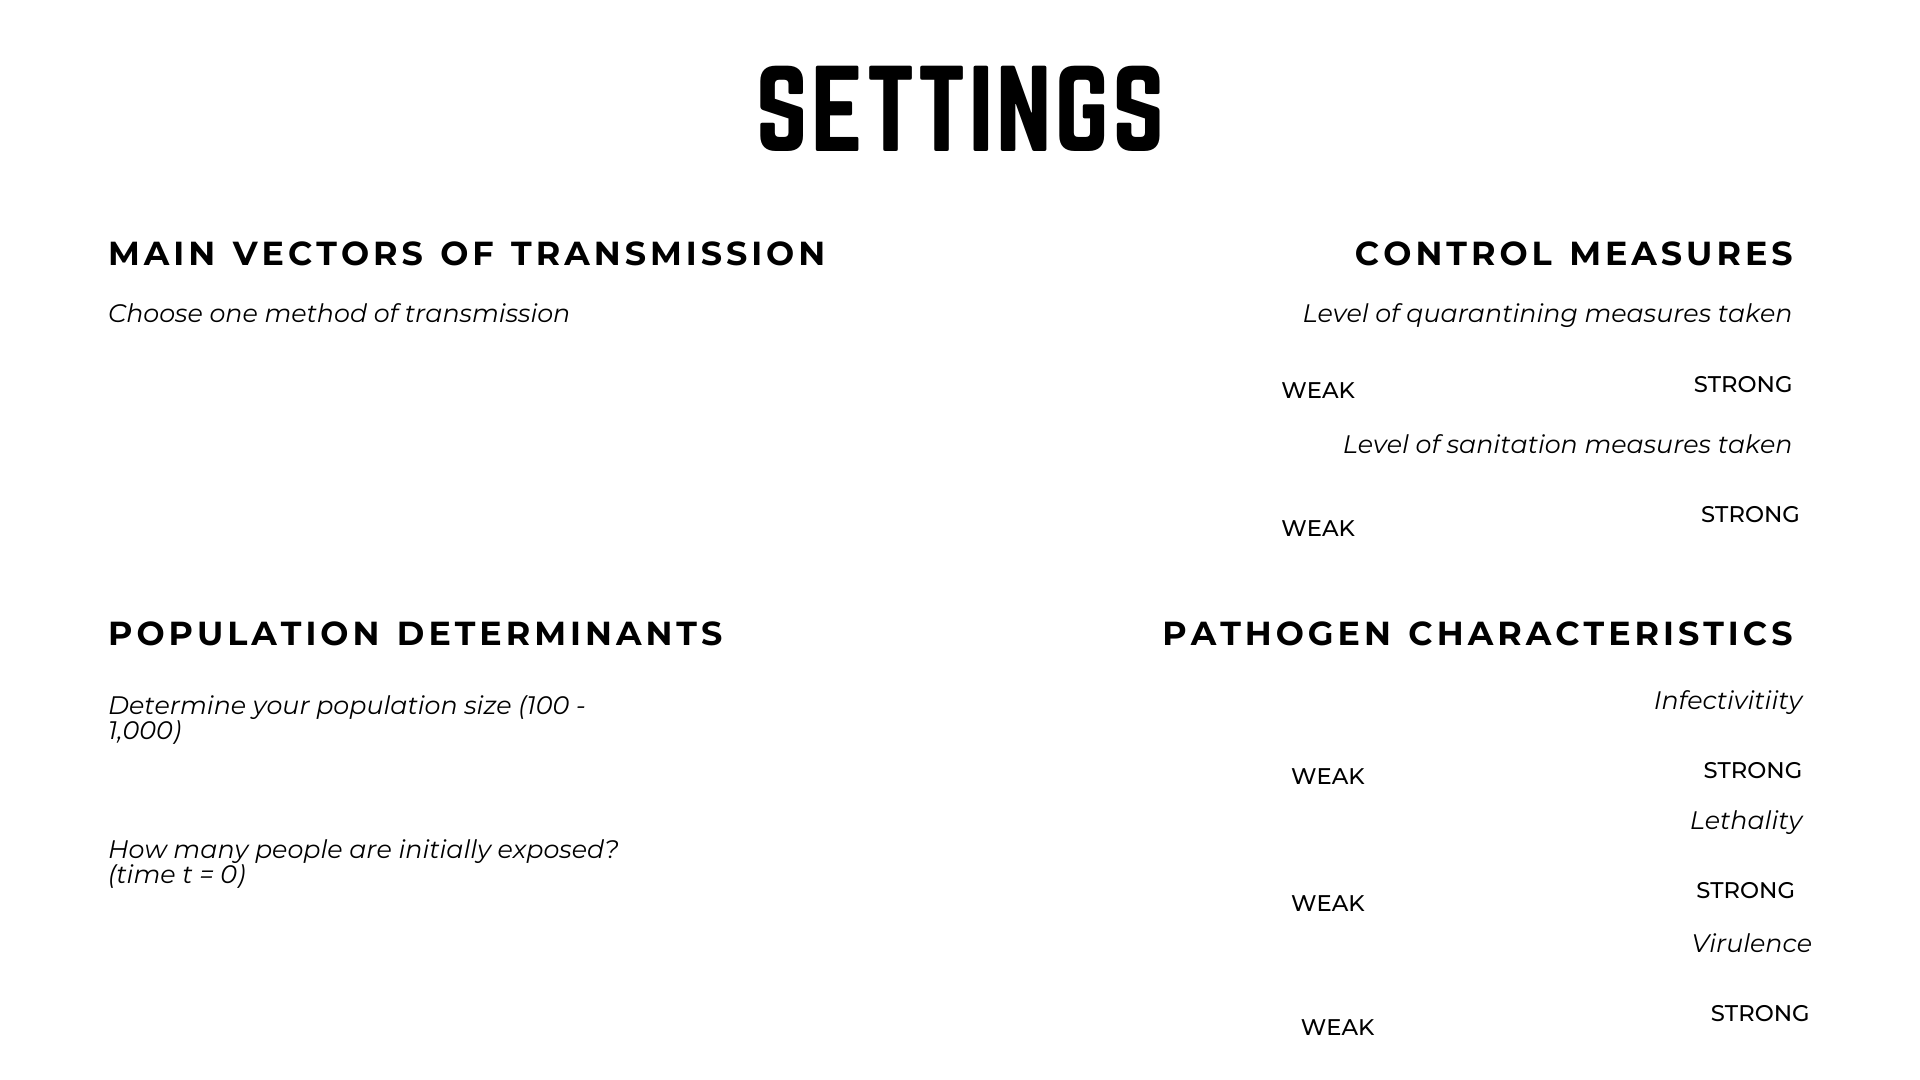 SETTINGS
MAIN VECTORS OF TRANSMISSION
Choose one method of transmission
CONTROL MEASURES
Level of quarantining measures taken
WEAK
STRONG
Level of sanitation measures taken
WEAK
STRONG
POPULATION DETERMINANTS
Determine your population size (100 -
1,000)
How many people are initially exposed?
(time t = 0)
PATHOGEN CHARACTERISTICS
Infectivitiity
WEAK
STRONG
Lethality
WEAK
STRONG
Virulence
WEAK
STRONG